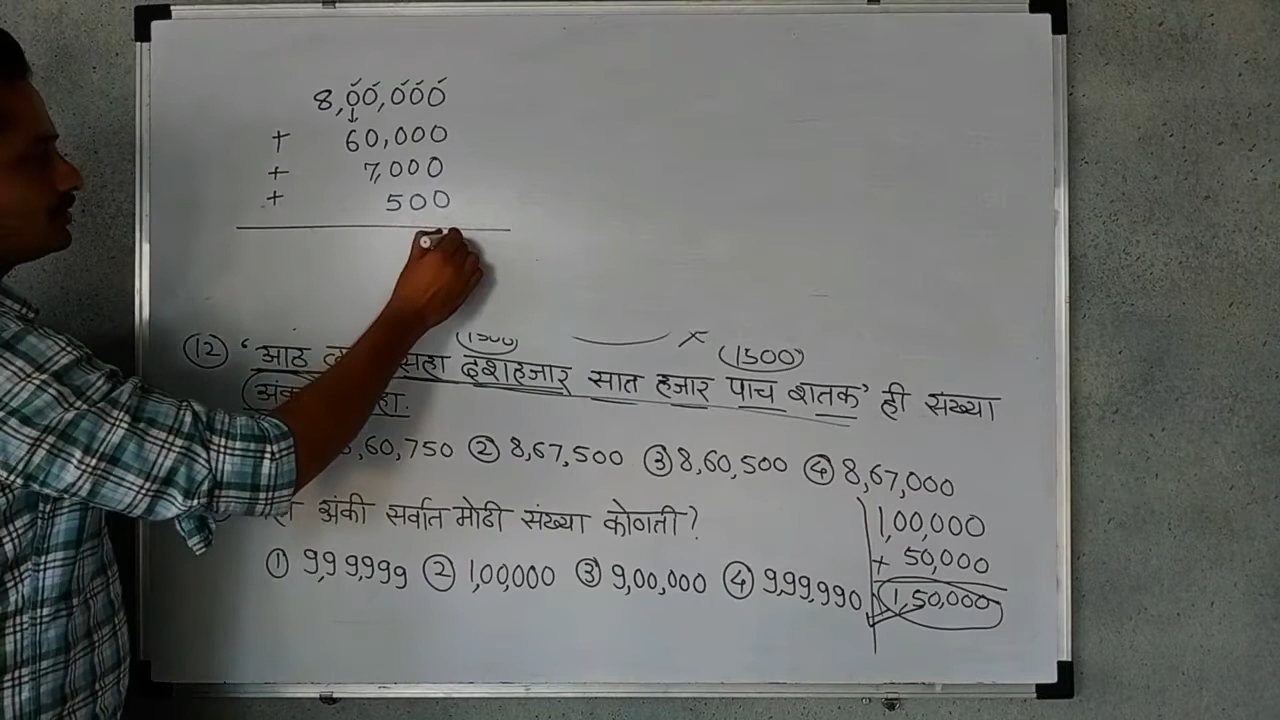 8,00,000
+ 60,000
+ 7,000
+ 500
(1500) × (1500)
(12) ‘आठ सहा दशहजार सात हजार पाच शतक’ ही संख्या
,60,750 ② 8,67,500 ③ 8,60,500 ④ 8,67,000
अंकी सर्वात मोठी संख्या कोणती?
① 9,99,999 ② 1,00,000 ③ 9,00,000 ④ 9,99,990
1,00,000
+ 50,000
1,50,000